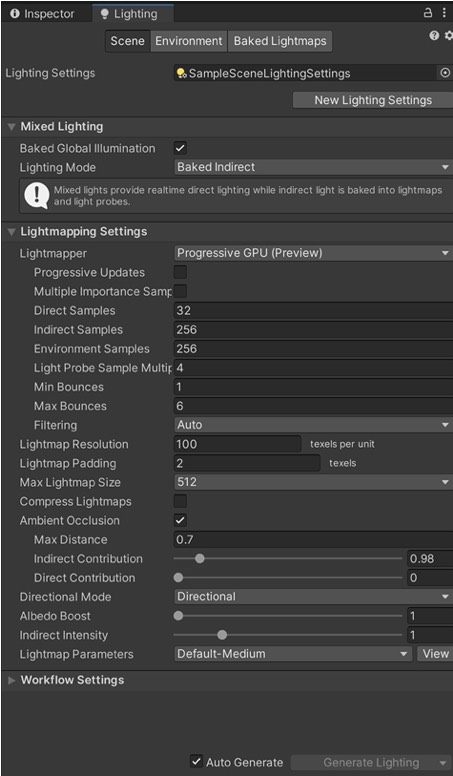 Inspector Lighting
Scene Environment Baked Lightmaps
Lighting Settings SampleSceneLightingSettings
New Lighting Settings
Mixed Lighting
Baked Global Illumination
Lighting Mode Baked Indirect
Mixed lights provide realtime direct lighting while indirect light is baked into lightmaps
and light probes.
Lightmapping Settings
Lightmapper Progressive GPU (Preview)
Progressive Updates
Multiple Importance Samp
Direct Samples 32
Indirect Samples 256
Environment Samples 256
Light Probe Sample Multip 4
Min Bounces 1
Max Bounces 6
Filtering Auto
Lightmap Resolution 100 texels per unit
Lightmap Padding 2 texels
Max Lightmap Size 512
Compress Lightmaps
Ambient Occlusion
Max Distance 0.7
Indirect Contribution 0.98
Direct Contribution 0
Directional Mode Directional
Albedo Boost 1
Indirect Intensity 1
Lightmap Parameters Default-Medium View
Workflow Settings
Auto Generate Generate Lighting